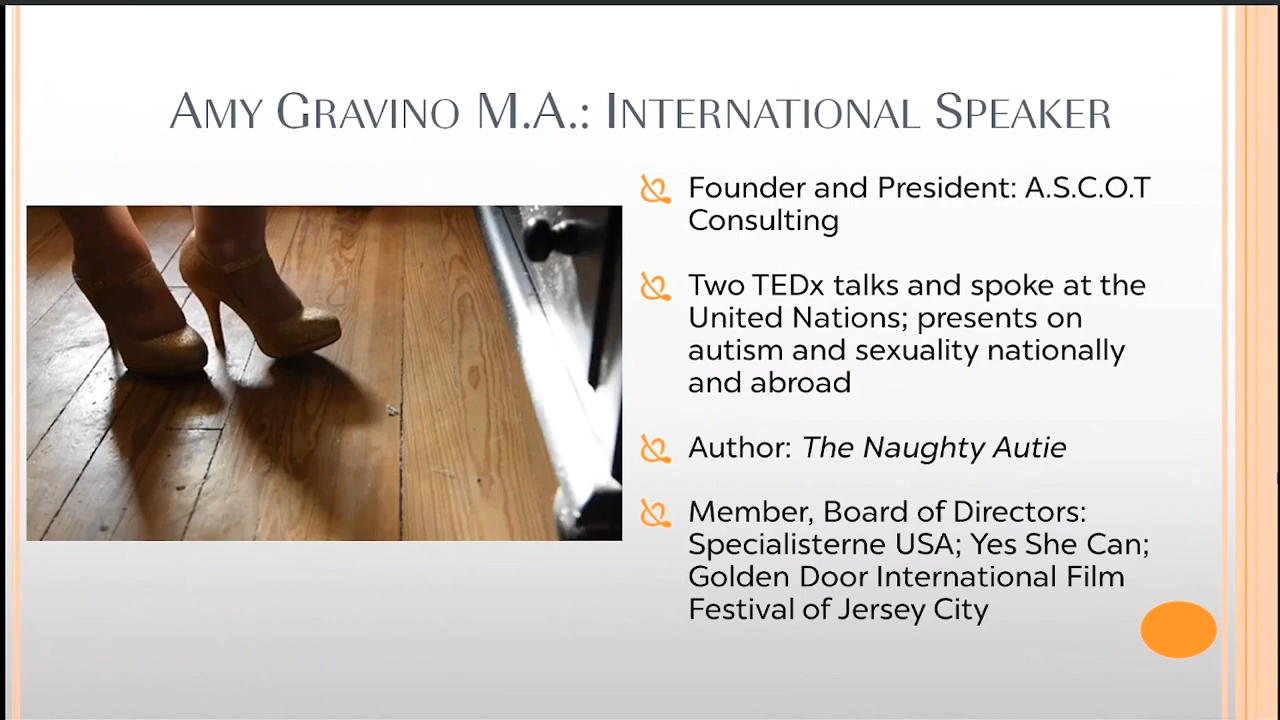 Amy Gravino M.A.: International Speaker
Founder and President: A.S.C.O.T
Consulting
Two TEDx talks and spoke at the
United Nations; presents on
autism and sexuality nationally
and abroad
Author: The Naughty Autie
Member, Board of Directors:
Specialisterne USA; Yes She Can;
Golden Door International Film
Festival of Jersey City